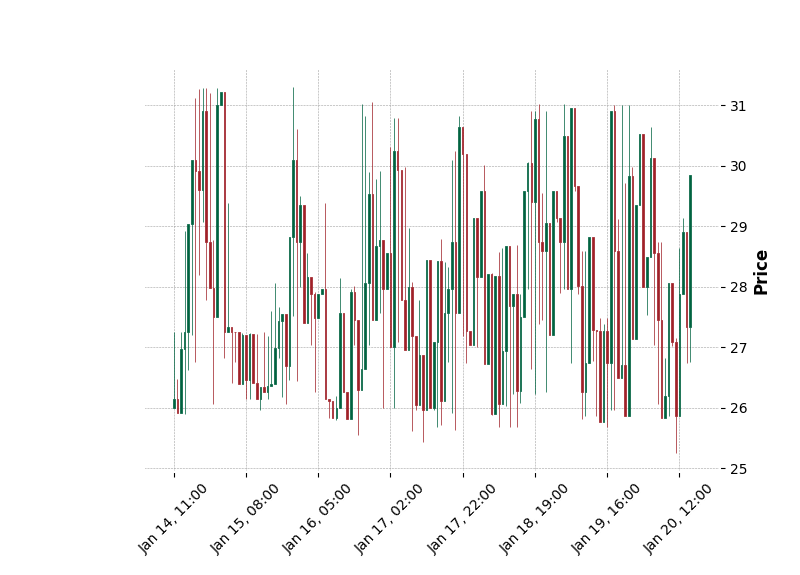 31
30
29
28
27
26
25
Price
Jan 14, 11:00
Jan 15, 08:00
Jan 16, 05:00
Jan 17, 02:00
Jan 17, 22:00
Jan 18, 19:00
Jan 19, 16:00
Jan 20, 12:00